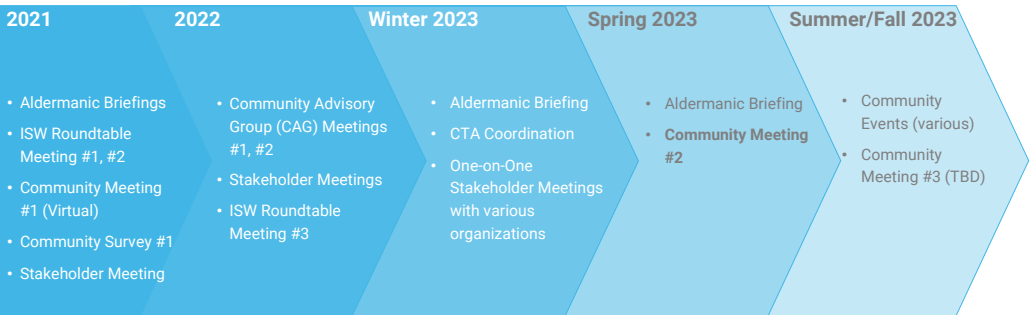 2021
• Aldermanic Briefings
• ISW Roundtable
Meeting #1, #2
• Community Meeting
#1 (Virtual)
• Community Survey #1
• Stakeholder Meeting
2022
• Community Advisory
Group (CAG) Meetings
#1, #2
• Stakeholder Meetings
• ISW Roundtable
Meeting #3
Winter 2023
• Aldermanic Briefing
• CTA Coordination
• One-on-One
Stakeholder Meetings
with various
organizations
Spring 2023
• Aldermanic Briefing
• Community Meeting
#2
Summer/Fall 2023
• Community
Events (various)
• Community
Meeting #3 (TBD)